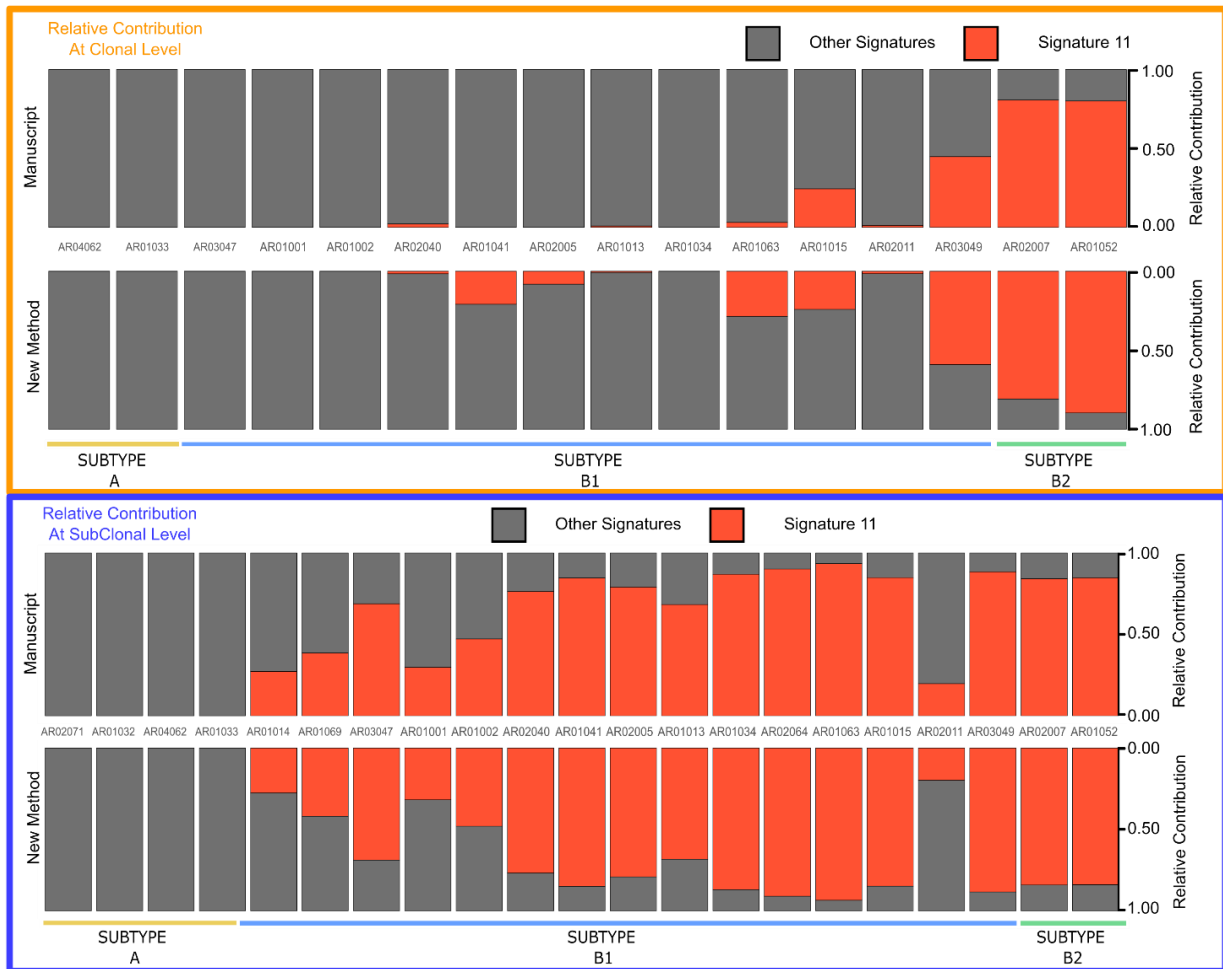 Relative Contribution
At Clonal Level
Other Signatures
Signature 11
Manuscript
1.00
0.50
0.00
Relative Contribution
AR04062 AR01033 AR03047 AR01001 AR01002 AR02040 AR01041 AR02005 AR01013 AR01034 AR01063 AR01015 AR02011 AR03049 AR02007 AR01052
New Method
0.00
0.50
1.00
Relative Contribution
SUBTYPE
A
SUBTYPE
B1
SUBTYPE
B2
Relative Contribution
At SubClonal Level
Other Signatures
Signature 11
Manuscript
1.00
0.50
0.00
Relative Contribution
AR02071 AR01032 AR04062 AR01033 AR01014 AR01069 AR03047 AR01001 AR01002 AR02040 AR01041 AR02005 AR01013 AR01034 AR02064 AR01063 AR01015 AR02011 AR03049 AR02007 AR01052
New Method
0.00
0.50
1.00
Relative Contribution
SUBTYPE
A
SUBTYPE
B1
SUBTYPE
B2